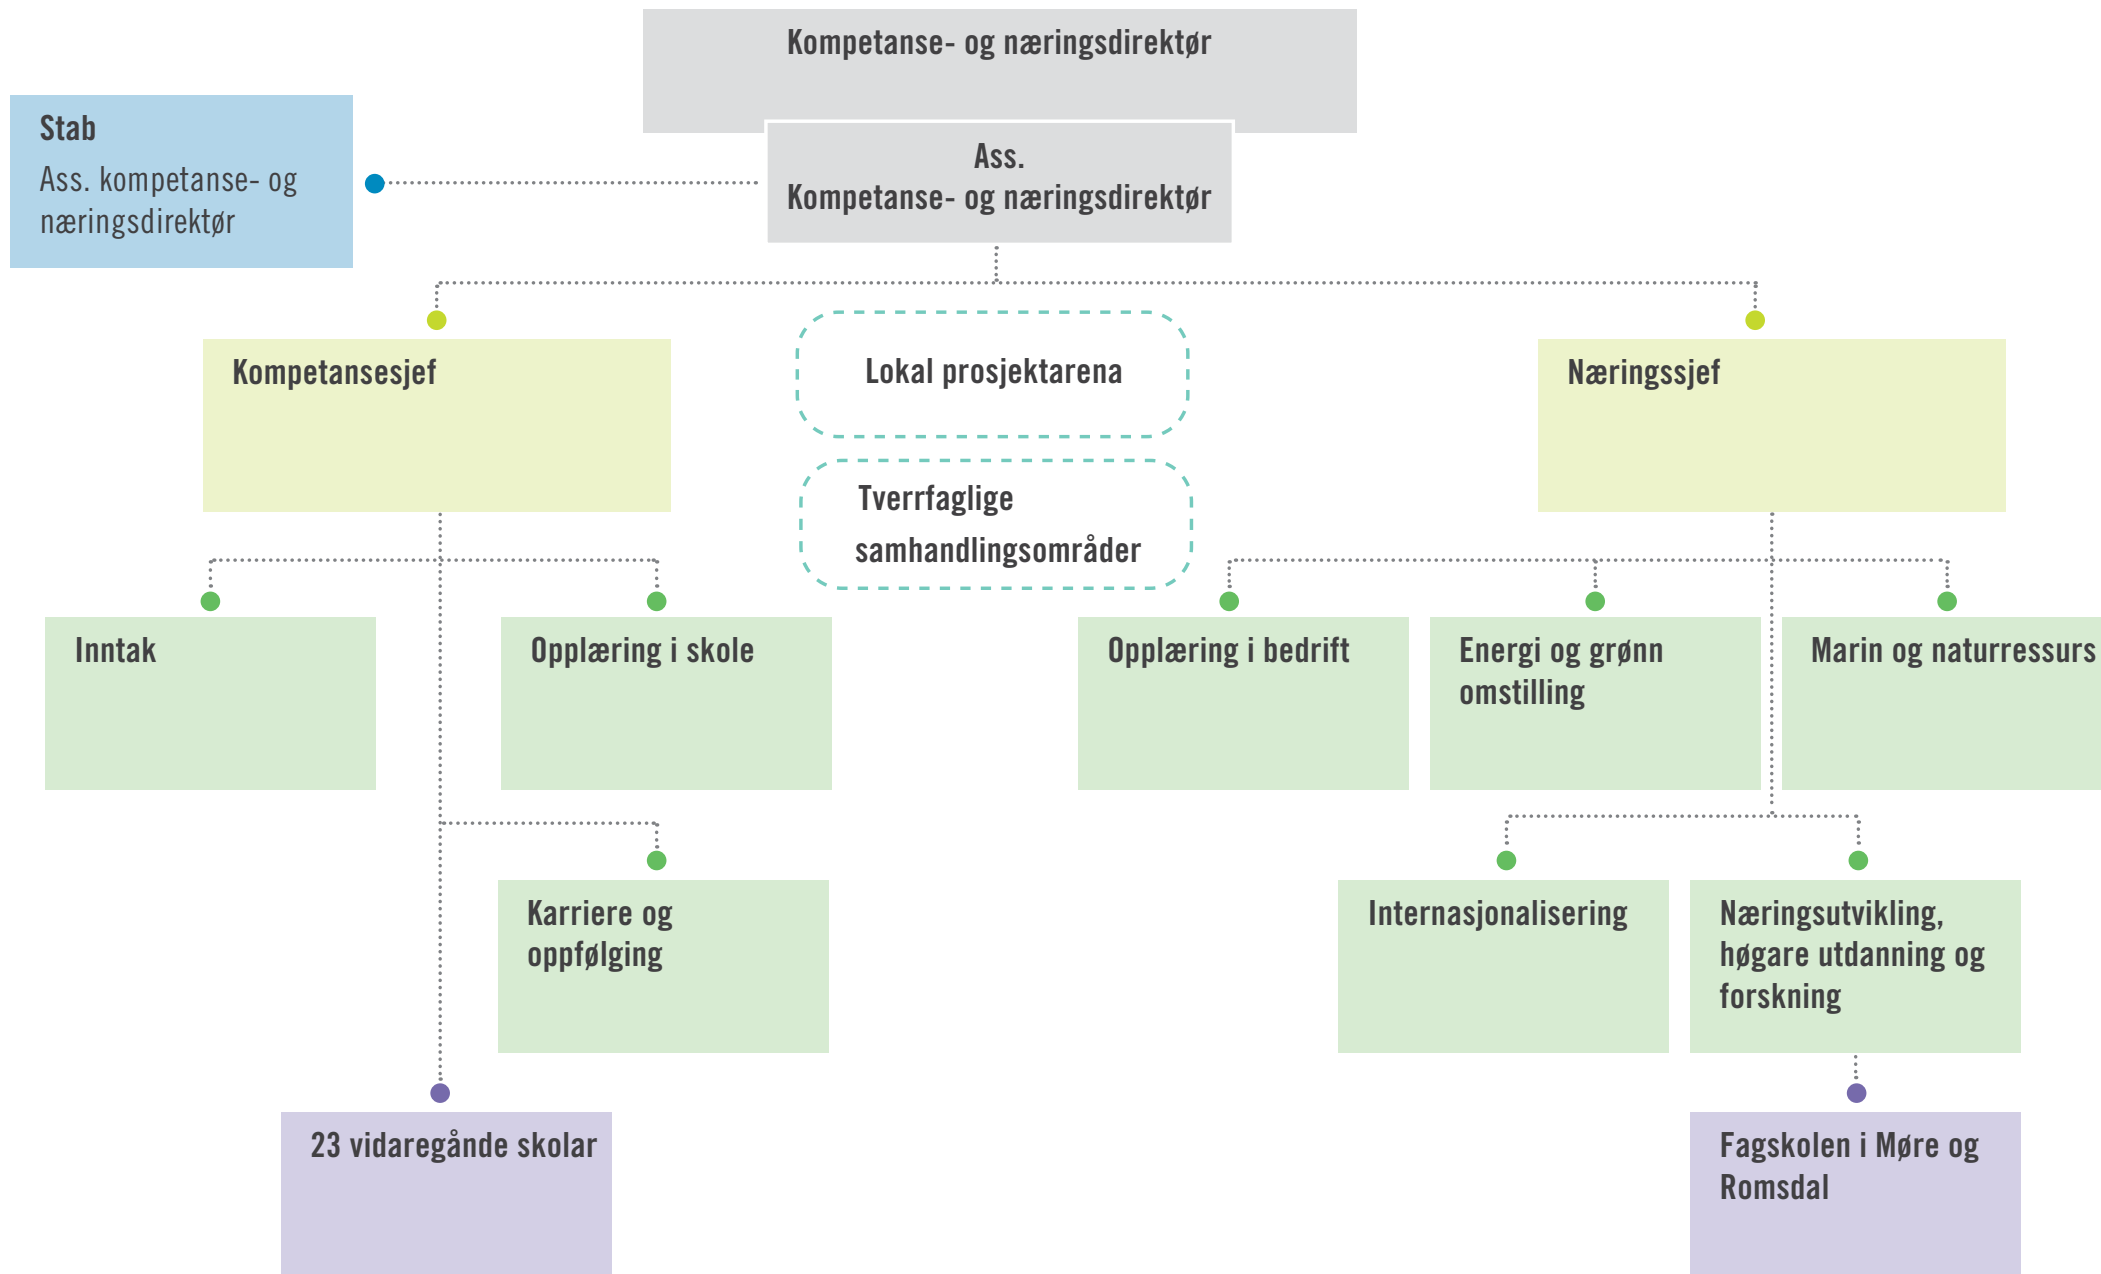 Kompetanse- og næringsdirektør
Stab
Ass. kompetanse- og
næringsdirektør
Ass.
Kompetanse- og næringsdirektør
Kompetansesjef
Lokal prosjektarena
Næringssjef
Tverrfaglige
samhandlingsområder
Inntak
Opplæring i skole
Opplæring i bedrift
Energi og grønn
omstilling
Marin og naturressurs
Karriere og
oppfølging
Internasjonalisering
Næringsutvikling,
høgare utdanning og
forskning
23 vidaregånde skolar
Fagskolen i Møre og
Romsdal